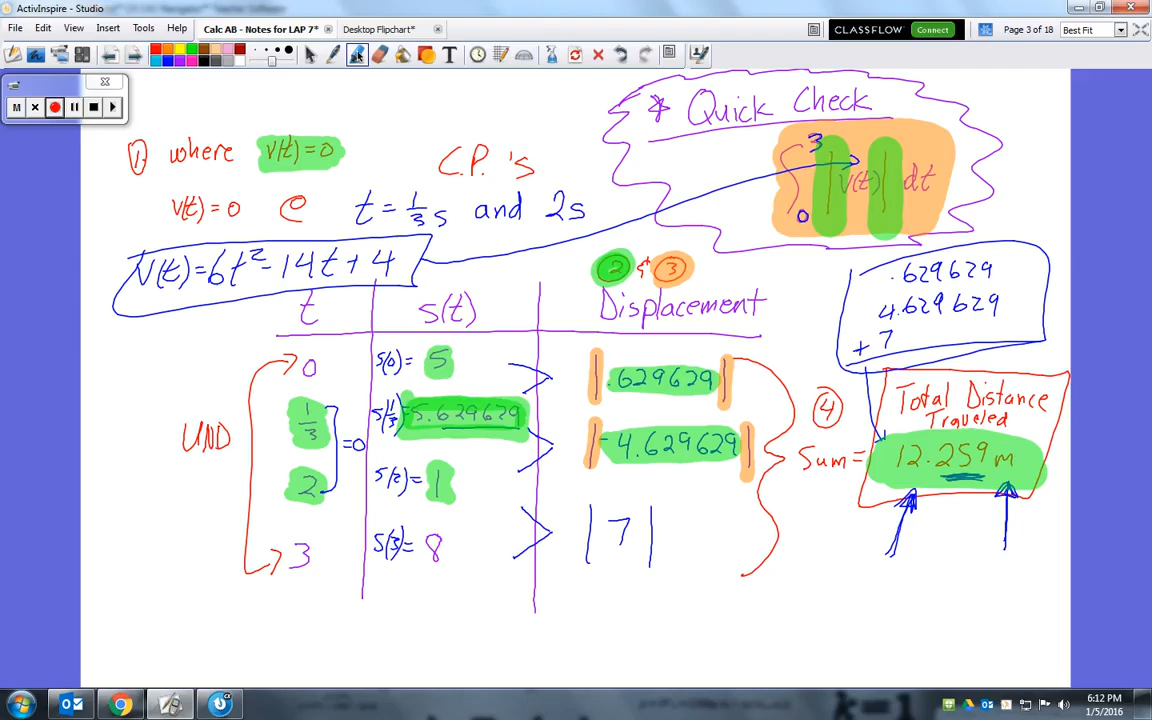 ActivInspire - Studio
File Edit View Insert Tools Help
Calc AB - Notes for LAP 7*
Desktop Flipchart*
CLASSFLOW Connect
Page 3 of 18
Best Fit
M
* Quick Check
∫ 3 0 | v(t) | dt
① where v(t)=0 C.P.'s
v(t)=0 @ t=1/3 s and 2s
V(t)=6t²-14t+4
② & ③
t s(t) Displacement
.629629
4.629629
+ 7
UND
0 s(0)= 5 |.629629|
1/3 s(1/3)=5.629629 |-4.629629|
=0
2 s(2)= 1 |7|
3 s(3)= 8
④ Total Distance
Traveled
Sum= 12.259 m
6:12 PM
1/5/2016